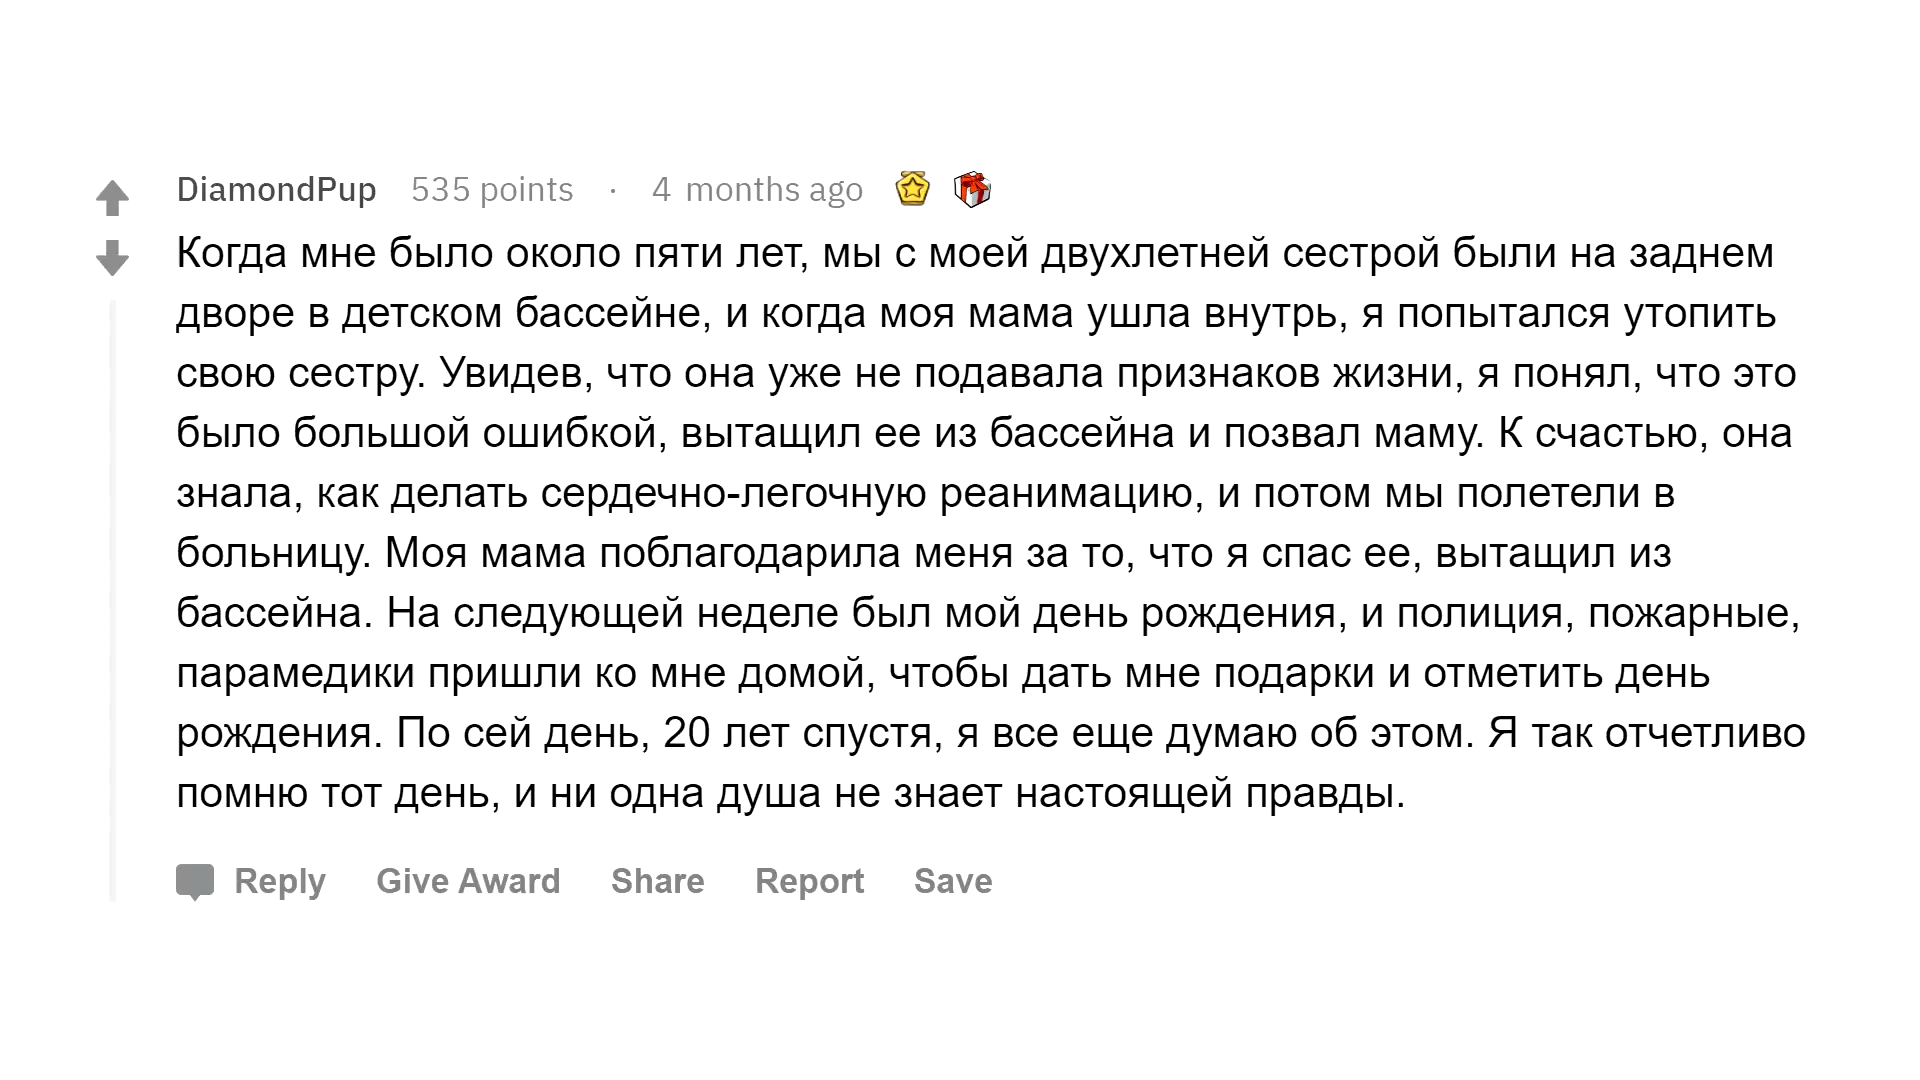 DiamondPup 535 points · 4 months ago
Когда мне было около пяти лет, мы с моей двухлетней сестрой были на заднем
дворе в детском бассейне, и когда моя мама ушла внутрь, я попытался утопить
свою сестру. Увидев, что она уже не подавала признаков жизни, я понял, что это
было большой ошибкой, вытащил ее из бассейна и позвал маму. К счастью, она
знала, как делать сердечно-легочную реанимацию, и потом мы полетели в
больницу. Моя мама поблагодарила меня за то, что я спас ее, вытащил из
бассейна. На следующей неделе был мой день рождения, и полиция, пожарные,
парамедики пришли ко мне домой, чтобы дать мне подарки и отметить день
рождения. По сей день, 20 лет спустя, я все еще думаю об этом. Я так отчетливо
помню тот день, и ни одна душа не знает настоящей правды.
Reply Give Award Share Report Save